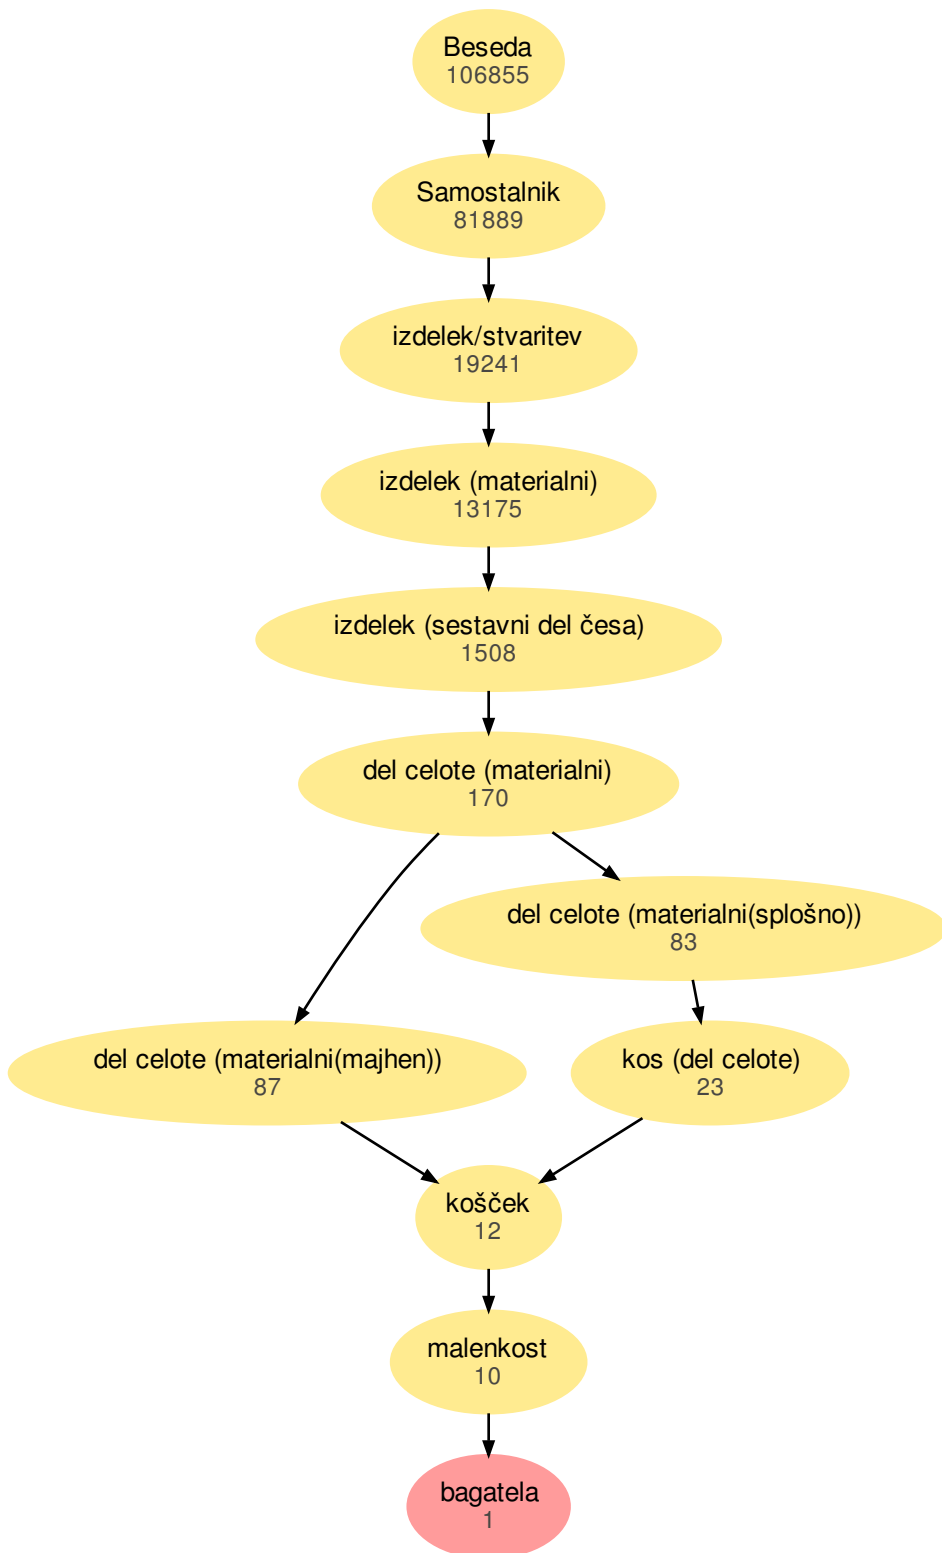 Beseda
106855
Samostalnik
81889
izdelek/stvaritev
19241
izdelek (materialni)
13175
izdelek (sestavni del česa)
1508
del celote (materialni)
170
del celote (materialni(splošno))
83
del celote (materialni(majhen))
87
kos (del celote)
23
košček
12
malenkost
10
bagatela
1